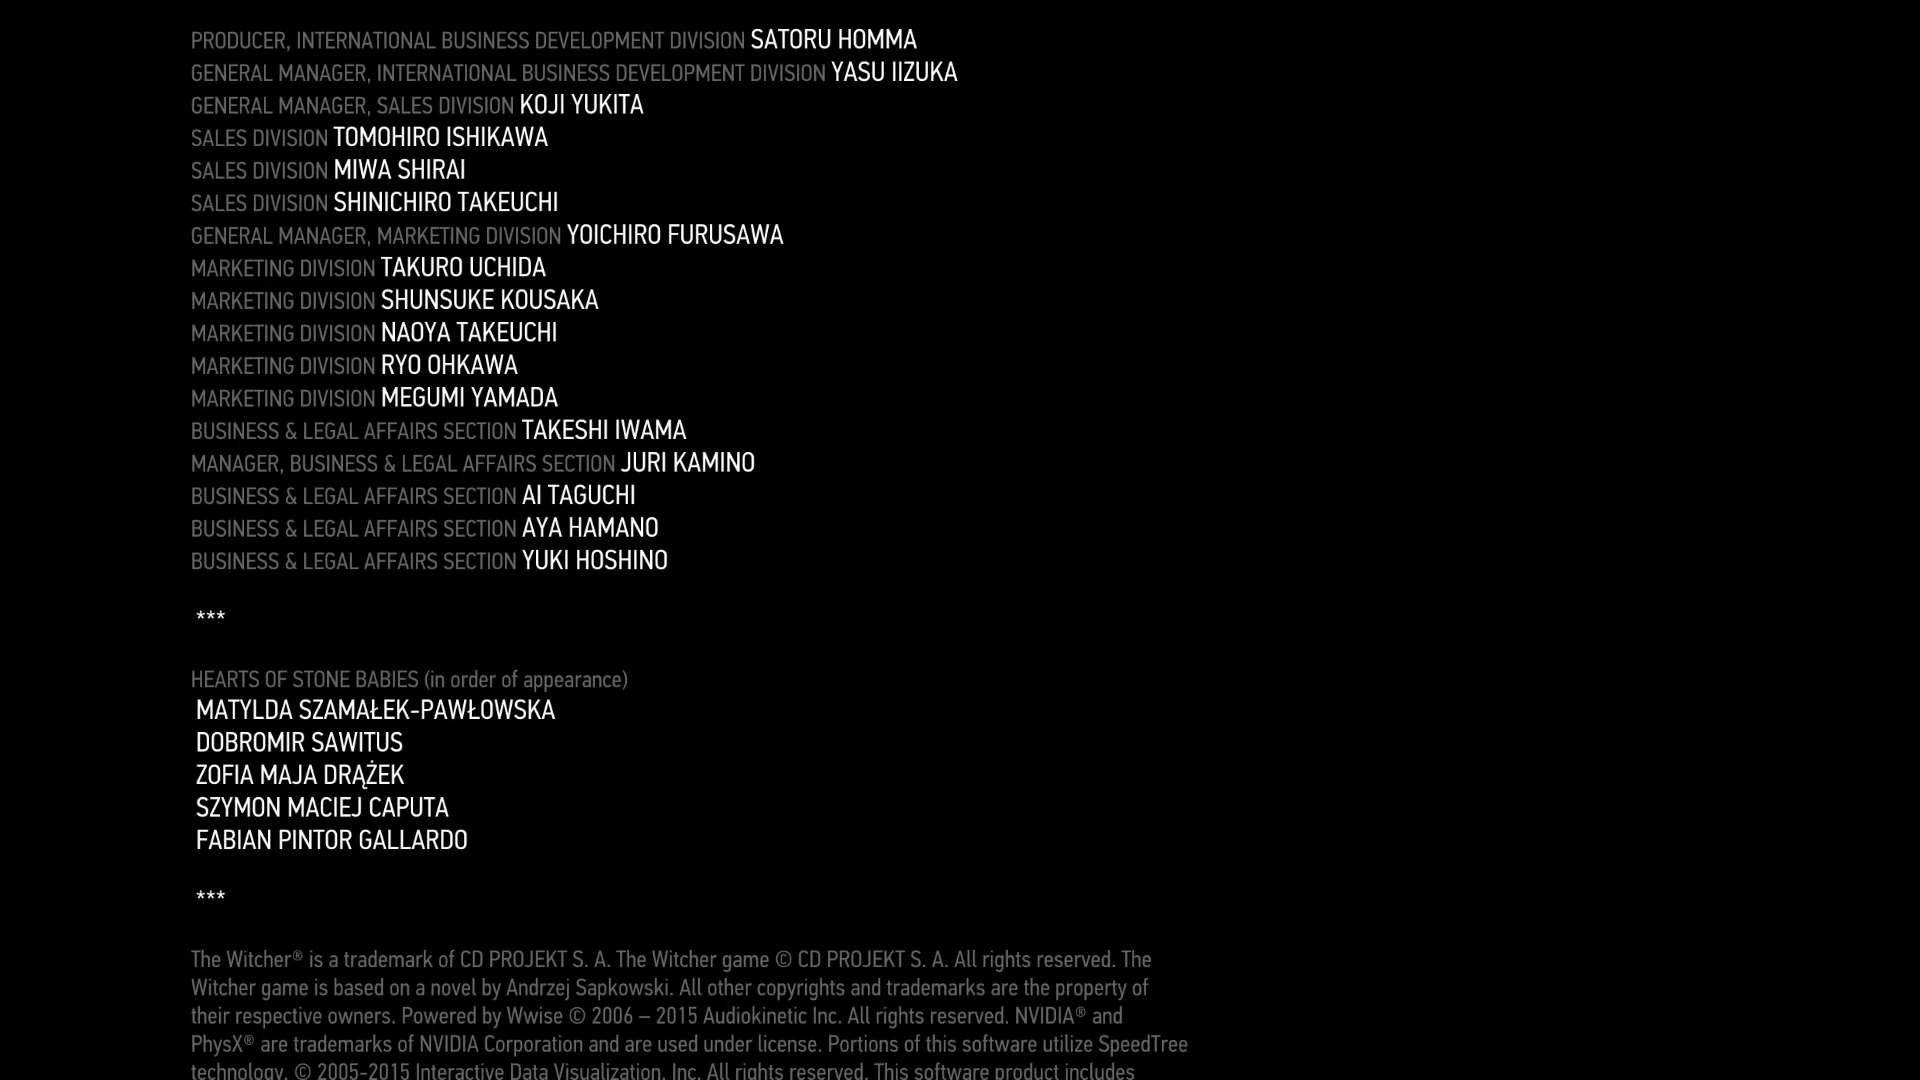 PRODUCER, INTERNATIONAL BUSINESS DEVELOPMENT DIVISION SATORU HOMMA
GENERAL MANAGER, INTERNATIONAL BUSINESS DEVELOPMENT DIVISION YASU IIZUKA
GENERAL MANAGER, SALES DIVISION KOJI YUKITA
SALES DIVISION TOMOHIRO ISHIKAWA
SALES DIVISION MIWA SHIRAI
SALES DIVISION SHINICHIRO TAKEUCHI
GENERAL MANAGER, MARKETING DIVISION YOICHIRO FURUSAWA
MARKETING DIVISION TAKURO UCHIDA
MARKETING DIVISION SHUNSUKE KOUSAKA
MARKETING DIVISION NAOYA TAKEUCHI
MARKETING DIVISION RYO OHKAWA
MARKETING DIVISION MEGUMI YAMADA
BUSINESS & LEGAL AFFAIRS SECTION TAKESHI IWAMA
MANAGER, BUSINESS & LEGAL AFFAIRS SECTION JURI KAMINO
BUSINESS & LEGAL AFFAIRS SECTION AI TAGUCHI
BUSINESS & LEGAL AFFAIRS SECTION AYA HAMANO
BUSINESS & LEGAL AFFAIRS SECTION YUKI HOSHINO
***
HEARTS OF STONE BABIES (in order of appearance)
MATYLDA SZAMAŁEK-PAWŁOWSKA
DOBROMIR SAWITUS
ZOFIA MAJA DRĄŻEK
SZYMON MACIEJ CAPUTA
FABIAN PINTOR GALLARDO
***
The Witcher® is a trademark of CD PROJEKT S. A. The Witcher game © CD PROJEKT S. A. All rights reserved. The
Witcher game is based on a novel by Andrzej Sapkowski. All other copyrights and trademarks are the property of
their respective owners. Powered by Wwise © 2006 – 2015 Audiokinetic Inc. All rights reserved. NVIDIA® and
PhysX® are trademarks of NVIDIA Corporation and are used under license. Portions of this software utilize SpeedTree
technology. © 2005-2015 Interactive Data Visualization, Inc. All rights reserved. This software product includes